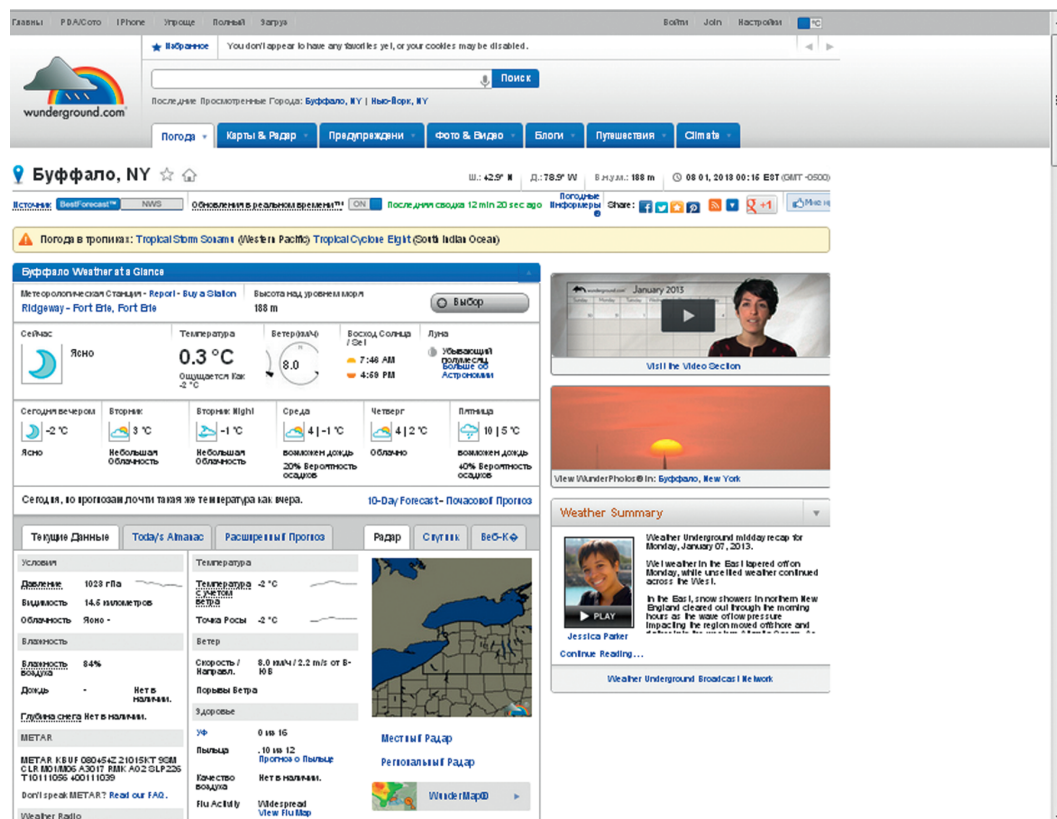 Главны PDA/Сото iPhone Упроще Полный Загруз Войти Join Настройки °C
Избранное You don't appear to have any favorites yet, or your cookies may be disabled.
Поиск
wunderground.com
Последние Просмотренные Города: Буффало, NY | Нью-Йорк, NY
Погода Карты & Радар Предупреждени Фото & Видео Блоги Путешествия Climate
Буффало, NY
Ш.: 42.9° N Д.: 78.9° W В.н.у.м.: 188 m 08 01, 2013 00:15 EST (GMT -0500)
Источник: BestForecast™ NWS Обновления в реальном времени™ ON Последняя сводка 12 min 20 sec ago
Погодные Информеры Share: +1
Погода в тропиках: Tropical Storm Sonamu (Western Pacific) Tropical Cyclone Eight (South Indian Ocean)
Буффало Weather at a Glance
Метеорологическая Станция - Report - Buy a Station
Ridgeway - Fort Erie, Fort Erie
Высота над уровнем моря
188 m
Выбор
Сейчас
Ясно
Температура
0.3 °C
Ощущается Как
-2 °C
Ветер(км/ч)
8.0
Восход Солнца
/ Set
7:46 AM
4:59 PM
Луна
Убывающий
полумесяц
Больше об
Астрономии
Сегодня вечером Вторник Вторник Night Среда Четверг Пятница
-2 °C 3 °C -1 °C 4 | -1 °C 4 | 2 °C 10 | 5 °C
Ясно
Небольшая
Облачность
Небольшая
Облачность
возможен дождь
20% Вероятность
осадков
Облачно
возможен дождь
40% Вероятность
осадков
Сегодня, по прогнозам, почти такая же температура как вчера.
10-Day Forecast - Почасовой Прогноз
Текущие Данные Today's Almanac Расширенный Прогноз
Радар Спутник Веб-К
Условия
Давление 1023 гПа
Видимость 14.5 километров
Облачность Ясно -
Влажность
Влажность
воздуха
84%
Дождь - Нет в
наличии.
Глубина снега Нет в наличии.
METAR
METAR KBUF 080454Z 21015KT 9SM
CLR M01/M06 A3017 RMK AO2 SLP226
T10111056 400111039
Don't speak METAR? Read our FAQ.
Weather Radio
Температура
Температура
с учетом
ветра
-2 °C
Точка Росы -2 °C
Ветер
Скорость /
Направл.
8.0 км/ч / 2.2 m/s от В-
ЮВ
Порывы Ветра
Здоровье
УФ 0 из 16
Пыльца .10 из 12
Прогноз о Пыльце
Качество
воздуха
Нет в наличии.
Flu Activity Widespread
View Flu Map
Местный Радар
Региональный Радар
WunderMap®
wunderground.com January 2013
Sunday Monday Tuesday
Visit the Video Section
View WunderPhotos® in: Буффало, New York
Weather Summary
PLAY
Jessica Parker
Weather Underground midday recap for
Monday, January 07, 2013.
Wet weather in the East tapered off on
Monday, while unsettled weather continued
across the West.
In the East, snow showers in northern New
England cleared out through the morning
hours as the wave of low pressure
impacting the region moved offshore and
Continue Reading...
Weather Underground Broadcast Network